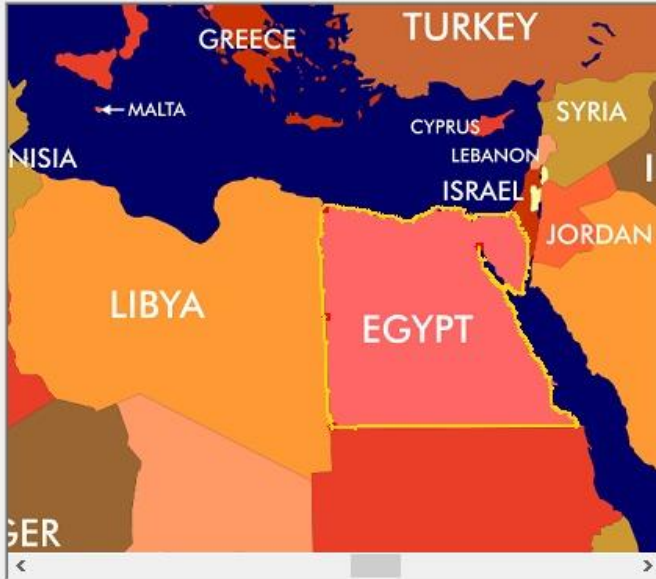 TURKEY
GREECE
MALTA
SYRIA
CYPRUS
LEBANON
NISIA
I
ISRAEL
JORDAN
LIBYA
EGYPT
GER